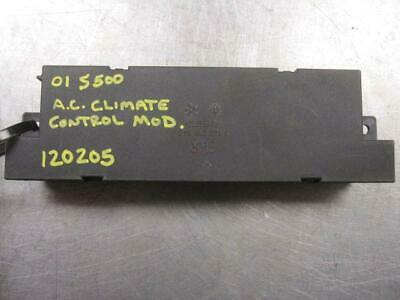 01 S500
A.C. CLIMATE
CONTROL MOD.
120205